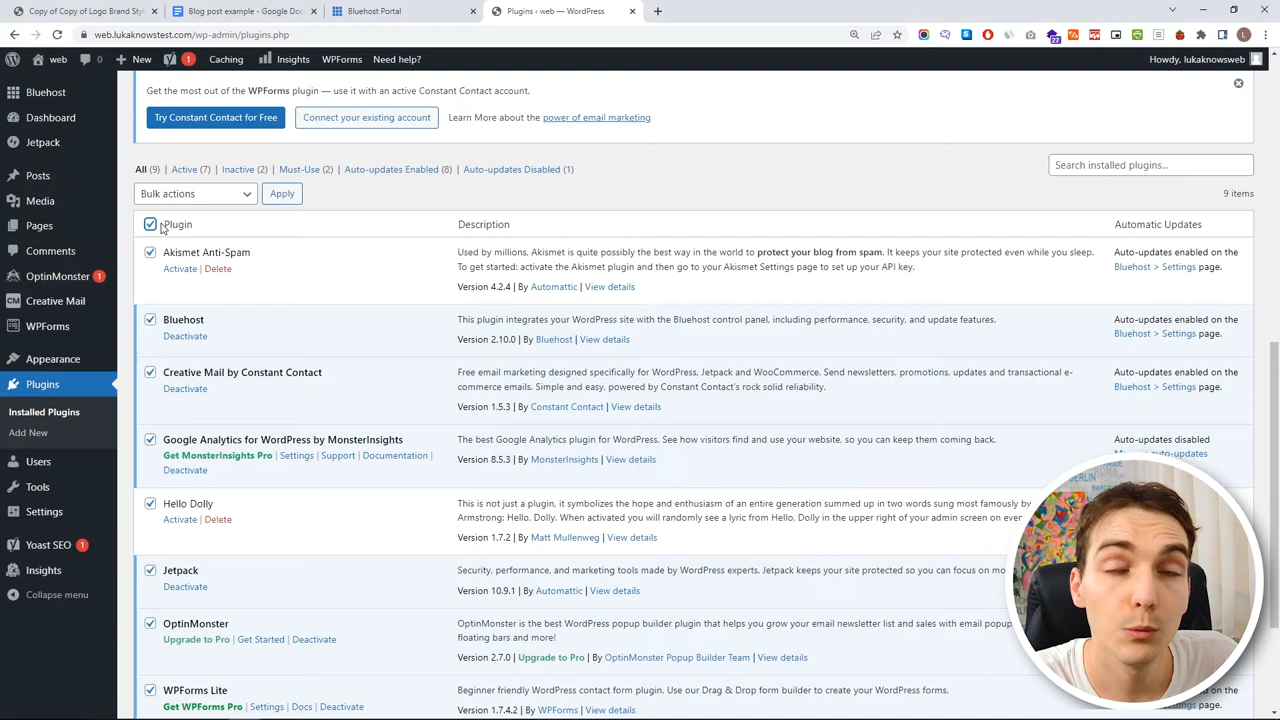 Copy of Copy of Logo Brand Style
Blog post example - Google Docs
Bluehost Portal
Plugins ‹ web — WordPress
web.lukaknowstest.com/wp-admin/plugins.php
27
web
0
New
1
Caching
Insights
WPForms
Need help?
Howdy, lukaknowsweb
Bluehost
Dashboard
Jetpack
Posts
Media
Pages
Comments
OptinMonster 1
Creative Mail
WPForms
Appearance
Plugins
Installed Plugins
Add New
Users
Tools
Settings
Yoast SEO 1
Insights
Collapse menu
Get the most out of the WPForms plugin — use it with an active Constant Contact account.
Try Constant Contact for Free
Connect your existing account
Learn More about the power of email marketing
All (9) | Active (7) | Inactive (2) | Must-Use (2) | Auto-updates Enabled (8) | Auto-updates Disabled (1)
Search installed plugins...
Bulk actions
Apply
9 items
Plugin
Description
Automatic Updates
Akismet Anti-Spam
Activate | Delete
Used by millions, Akismet is quite possibly the best way in the world to protect your blog from spam. It keeps your site protected even while you sleep.
To get started: activate the Akismet plugin and then go to your Akismet Settings page to set up your API key.
Version 4.2.4 | By Automattic | View details
Auto-updates enabled on the
Bluehost > Settings page.
Bluehost
Deactivate
This plugin integrates your WordPress site with the Bluehost control panel, including performance, security, and update features.
Version 2.10.0 | By Bluehost | View details
Auto-updates enabled on the
Bluehost > Settings page.
Creative Mail by Constant Contact
Deactivate
Free email marketing designed specifically for WordPress, Jetpack and WooCommerce. Send newsletters, promotions, updates and transactional e-
commerce emails. Simple and easy, powered by Constant Contact's rock solid reliability.
Version 1.5.3 | By Constant Contact | View details
Auto-updates enabled on the
Bluehost > Settings page.
Google Analytics for WordPress by MonsterInsights
Get MonsterInsights Pro | Settings | Support | Documentation |
Deactivate
The best Google Analytics plugin for WordPress. See how visitors find and use your website, so you can keep them coming back.
Version 8.5.3 | By MonsterInsights | View details
Auto-updates disabled
auto-updates
Hello Dolly
Activate | Delete
This is not just a plugin, it symbolizes the hope and enthusiasm of an entire generation summed up in two words sung most famously by
Armstrong: Hello, Dolly. When activated you will randomly see a lyric from Hello, Dolly in the upper right of your admin screen on ever
Version 1.7.2 | By Matt Mullenweg | View details
Jetpack
Deactivate
Security, performance, and marketing tools made by WordPress experts. Jetpack keeps your site protected so you can focus on mo
Version 10.9.1 | By Automattic | View details
OptinMonster
Upgrade to Pro | Get Started | Deactivate
OptinMonster is the best WordPress popup builder plugin that helps you grow your email newsletter list and sales with email popup
floating bars and more!
Version 2.7.0 | Upgrade to Pro | By OptinMonster Popup Builder Team | View details
WPForms Lite
Get WPForms Pro | Settings | Docs | Deactivate
Beginner friendly WordPress contact form plugin. Use our Drag & Drop form builder to create your WordPress forms.
Version 1.7.4.2 | By WPForms | View details
on the
page.
BERLIN